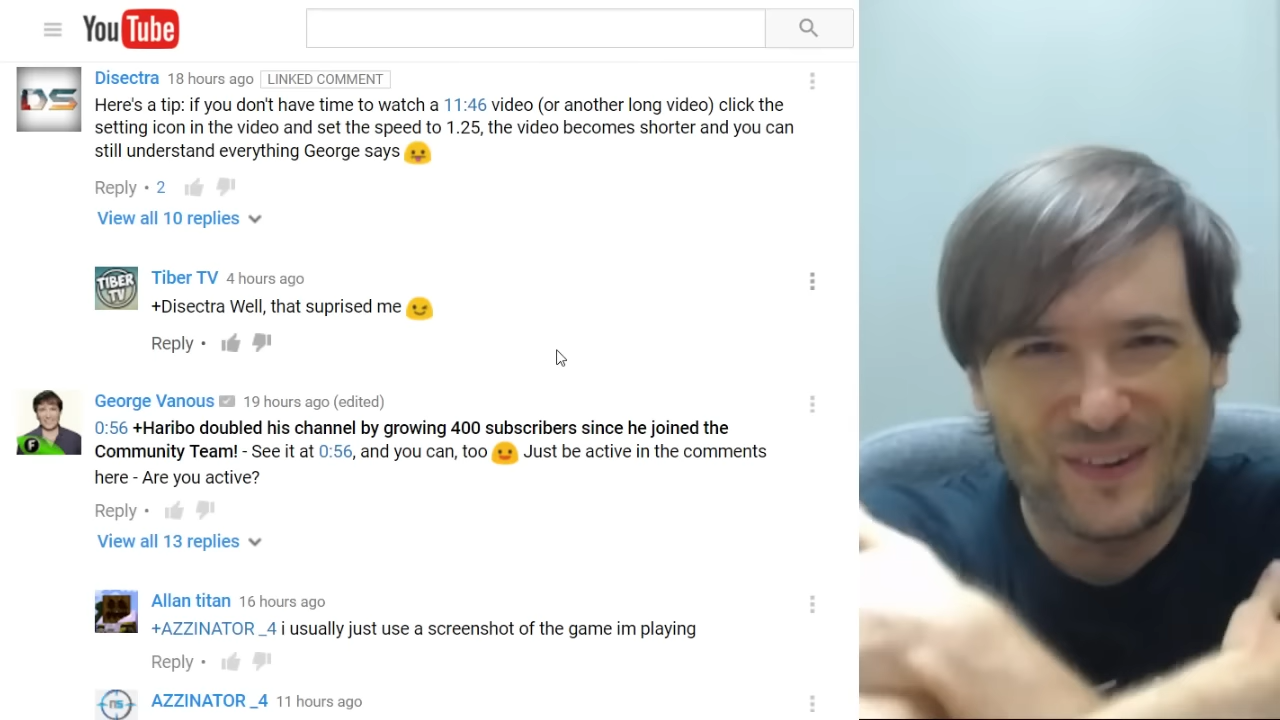 YouTube
Disectra 18 hours ago LINKED COMMENT
DS
Here's a tip: if you don't have time to watch a 11:46 video (or another long video) click the
setting icon in the video and set the speed to 1.25, the video becomes shorter and you can
still understand everything George says
Reply • 2
View all 10 replies
TIBER TV
Tiber TV 4 hours ago
+Disectra Well, that suprised me
Reply •
George Vanous 19 hours ago (edited)
F
0:56 +Haribo doubled his channel by growing 400 subscribers since he joined the
Community Team! - See it at 0:56, and you can, too Just be active in the comments
here - Are you active?
Reply •
View all 13 replies
Allan titan 16 hours ago
+AZZINATOR _4 i usually just use a screenshot of the game im playing
Reply •
AZZINATOR _4 11 hours ago